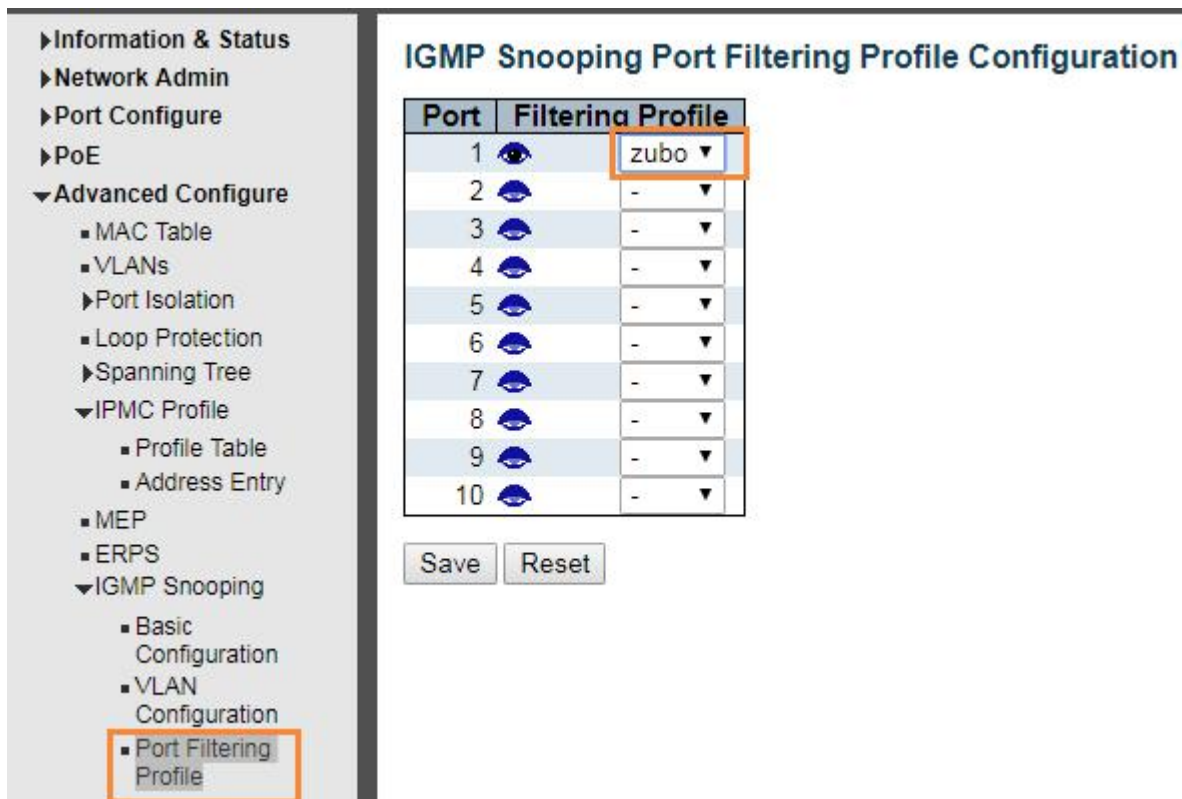 Information & Status
Network Admin
Port Configure
PoE
Advanced Configure
MAC Table
VLANs
Port Isolation
Loop Protection
Spanning Tree
IPMC Profile
Profile Table
Address Entry
MEP
ERPS
IGMP Snooping
Basic
Configuration
VLAN
Configuration
Port Filtering
Profile
IGMP Snooping Port Filtering Profile Configuration
Port Filtering Profile
1 zubo
2 -
3 -
4 -
5 -
6 -
7 -
8 -
9 -
10 -
Save Reset